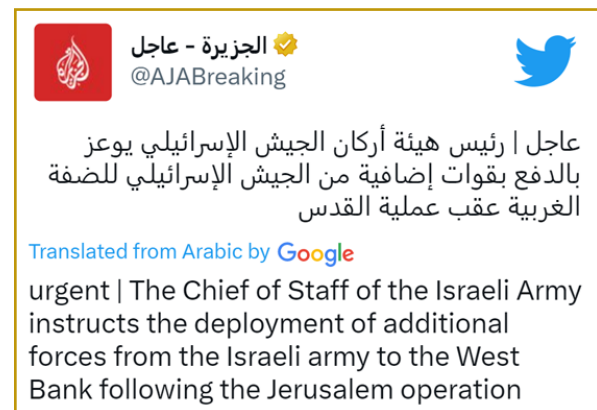 الجزيرة - عاجل
@AJABreaking
عاجل | رئيس هيئة أركان الجيش الإسرائيلي يوعز
بالدفع بقوات إضافية من الجيش الإسرائيلي للضفة
الغربية عقب عملية القدس
Translated from Arabic by Google
urgent | The Chief of Staff of the Israeli Army
instructs the deployment of additional
forces from the Israeli army to the West
Bank following the Jerusalem operation